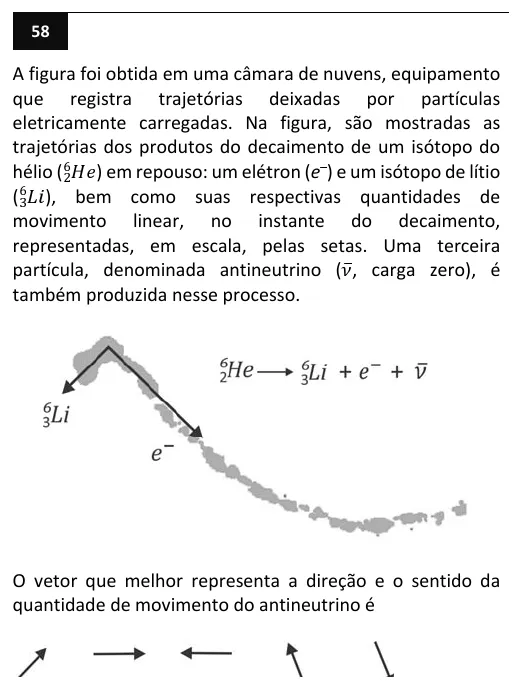 58
A figura foi obtida em uma câmara de nuvens, equipamento
que registra trajetórias deixadas por partículas
eletricamente carregadas. Na figura, são mostradas as
trajetórias dos produtos do decaimento de um isótopo do
hélio (⁶₂He) em repouso: um elétron (e⁻) e um isótopo de lítio
(⁶₃Li), bem como suas respectivas quantidades de
movimento linear, no instante do decaimento,
representadas, em escala, pelas setas. Uma terceira
partícula, denominada antineutrino (ν̅, carga zero), é
também produzida nesse processo.
⁶₂He ⟶ ⁶₃Li + e⁻ + ν̅
⁶₃Li
e⁻
O vetor que melhor representa a direção e o sentido da
quantidade de movimento do antineutrino é